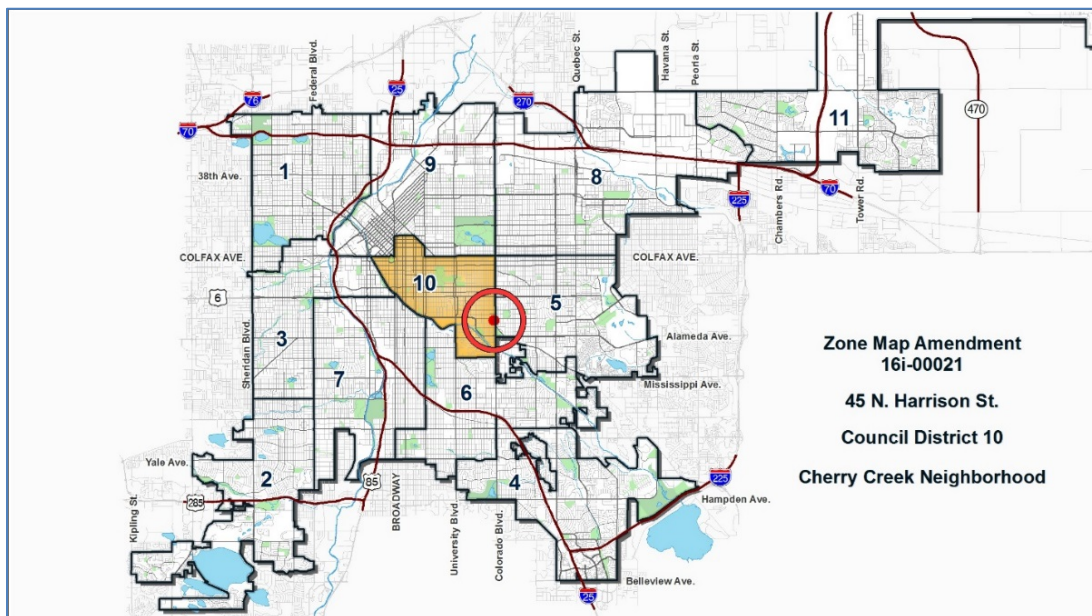 Federal Blvd.
Quebec St.
Havana St.
Peoria St.
76
25
270
70
470
11
9
1
8
38th Ave.
225
Chambers Rd.
70
Tower Rd.
COLFAX AVE.
COLFAX AVE.
10
6
5
3
Sheridan Blvd.
Alameda Ave.
7
6
Mississippi Ave.
Yale Ave.
2
85
4
225
285
Kipling St.
BROADWAY
University Blvd.
Colorado Blvd.
Hampden Ave.
Belleview Ave.
25
Zone Map Amendment
16i-00021
45 N. Harrison St.
Council District 10
Cherry Creek Neighborhood